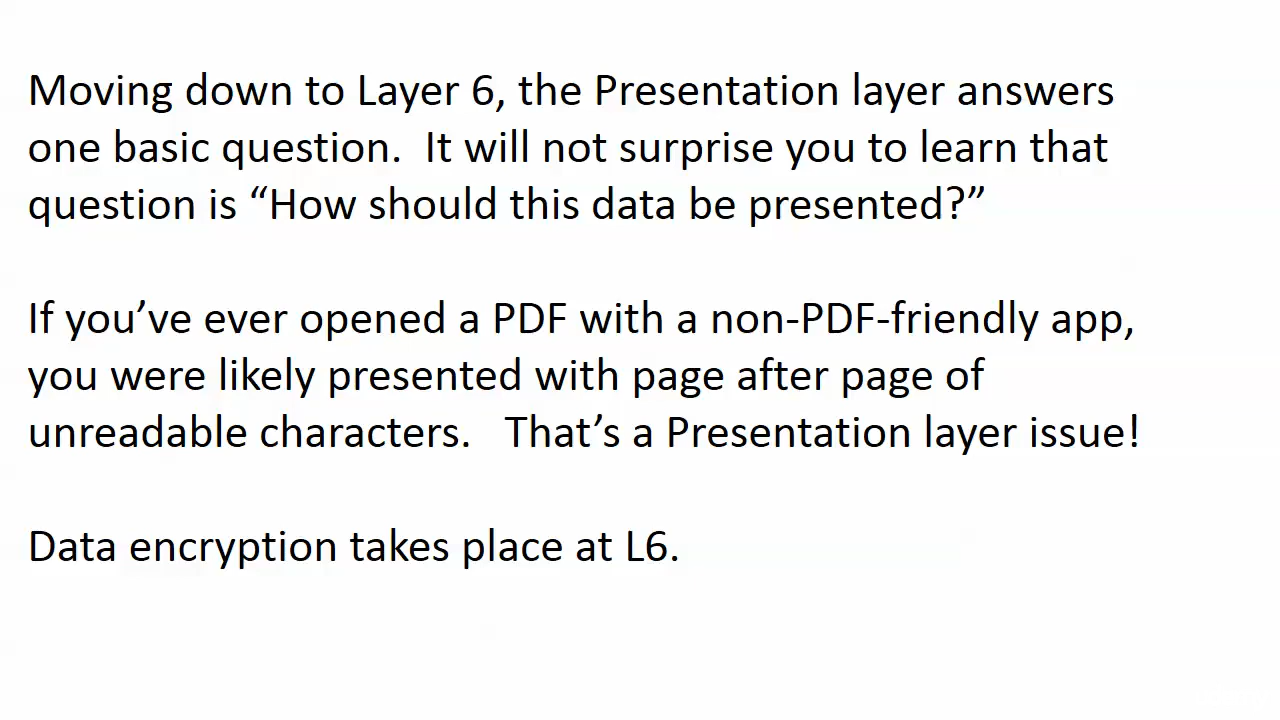 Moving down to Layer 6, the Presentation layer answers
one basic question.  It will not surprise you to learn that
question is “How should this data be presented?”
If you’ve ever opened a PDF with a non-PDF-friendly app,
you were likely presented with page after page of
unreadable characters.   That’s a Presentation layer issue!
Data encryption takes place at L6.